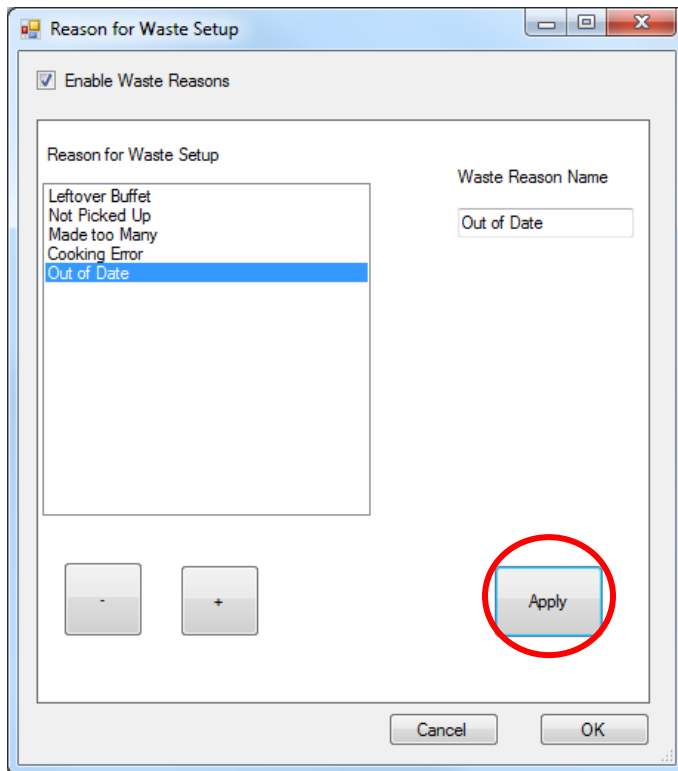 Reason for Waste Setup
Enable Waste Reasons
Reason for Waste Setup
Waste Reason Name
Leftover Buffet
Not Picked Up
Made too Many
Cooking Error
Out of Date
Out of Date
-
+
Apply
Cancel
OK